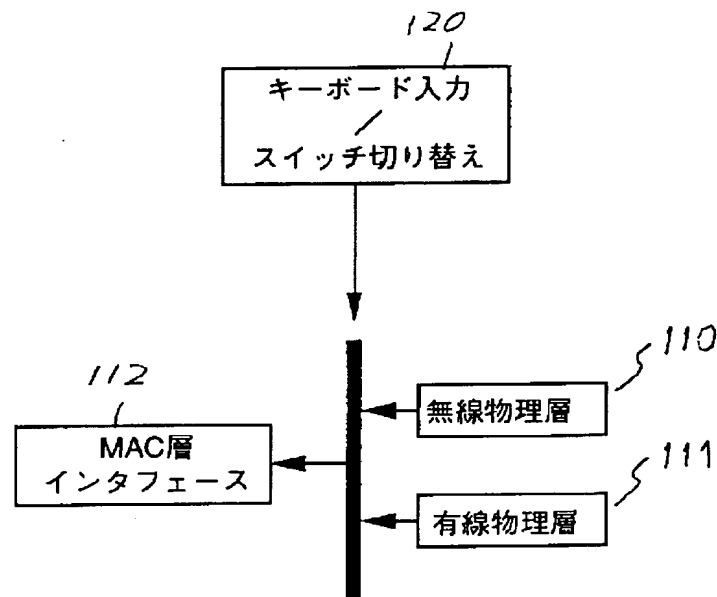 120
キーボード入力
／
スイッチ切り替え
110
無線物理層
112
MAC層
インタフェース
111
有線物理層